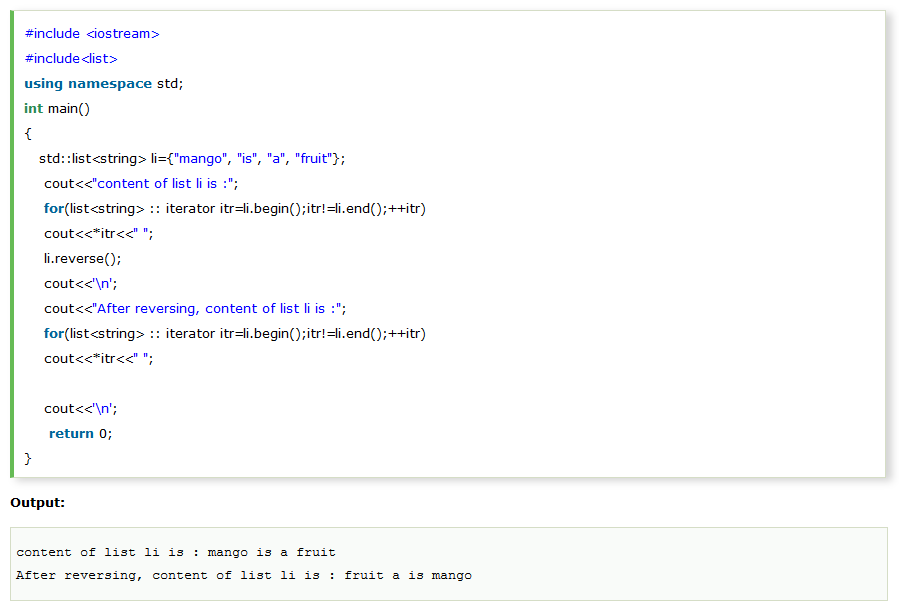 #include <iostream>
#include<list>
using namespace std;
int main()
{
std::list<string> li={"mango", "is", "a", "fruit"};
cout<<"content of list li is :";
for(list<string> :: iterator itr=li.begin();itr!=li.end();++itr)
cout<<*itr<<" ";
li.reverse();
cout<<'\n';
cout<<"After reversing, content of list li is :";
for(list<string> :: iterator itr=li.begin();itr!=li.end();++itr)
cout<<*itr<<" ";
cout<<'\n';
return 0;
}
Output:
content of list li is : mango is a fruit
After reversing, content of list li is : fruit a is mango